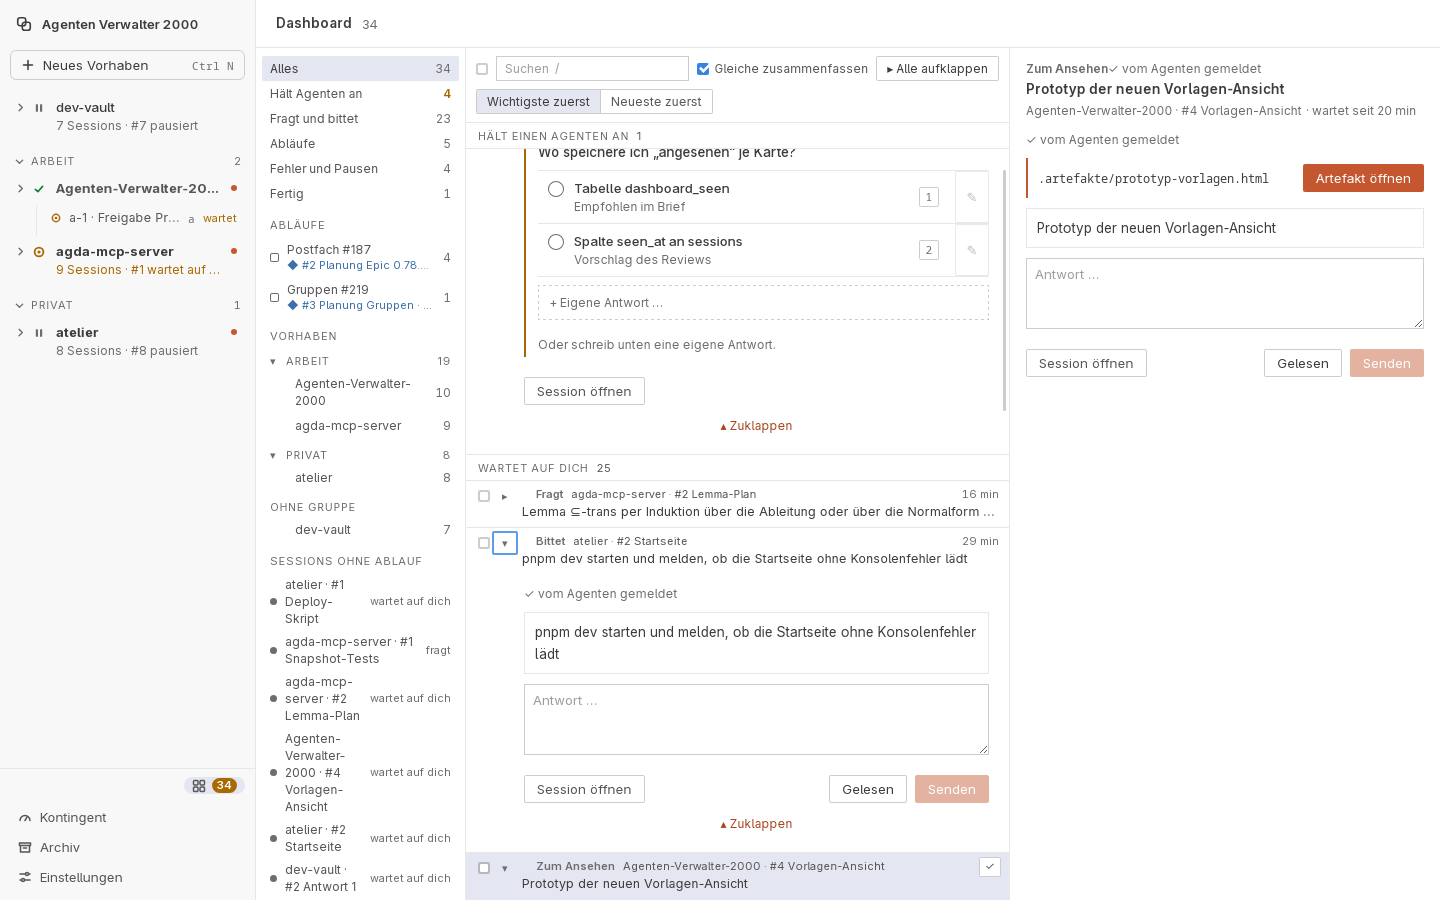 Agenten Verwalter 2000
Neues Vorhaben Ctrl N
dev-vault
7 Sessions · #7 pausiert
ARBEIT 2
Agenten-Verwalter-20…
a-1 · Freigabe Pr… a wartet
agda-mcp-server
9 Sessions · #1 wartet auf …
PRIVAT 1
atelier
8 Sessions · #8 pausiert
34
Kontingent
Archiv
Einstellungen
Dashboard 34
Alles 34
Hält Agenten an 4
Fragt und bittet 23
Abläufe 5
Fehler und Pausen 4
Fertig 1
ABLÄUFE
Postfach #187
◆ #2 Planung Epic 0.78.… 4
Gruppen #219
◆ #3 Planung Gruppen · … 1
VORHABEN
▾ ARBEIT 19
Agenten-Verwalter-
2000 10
agda-mcp-server 9
▾ PRIVAT 8
atelier 8
OHNE GRUPPE
dev-vault 7
SESSIONS OHNE ABLAUF
atelier · #1
Deploy- wartet auf dich
Skript
agda-mcp-server · #1
Snapshot-Tests fragt
agda-mcp-
server · #2 wartet auf dich
Lemma-Plan
Agenten-
Verwalter-
2000 · #4 wartet auf dich
Vorlagen-
Ansicht
atelier · #2
Startseite wartet auf dich
dev-vault ·
#2 Antwort 1 wartet auf dich
Suchen /
Gleiche zusammenfassen
▸ Alle aufklappen
Wichtigste zuerst Neueste zuerst
HÄLT EINEN AGENTEN AN 1
Wo speichere ich „angesehen“ je Karte?
Tabelle dashboard_seen
Empfohlen im Brief
1 ✎
Spalte seen_at an sessions
Vorschlag des Reviews
2 ✎
+ Eigene Antwort …
Oder schreib unten eine eigene Antwort.
Session öffnen
▴ Zuklappen
WARTET AUF DICH 25
▸ Fragt agda-mcp-server · #2 Lemma-Plan 16 min
Lemma ⊆-trans per Induktion über die Ableitung oder über die Normalform …
▾ Bittet atelier · #2 Startseite 29 min
pnpm dev starten und melden, ob die Startseite ohne Konsolenfehler lädt
✓ vom Agenten gemeldet
pnpm dev starten und melden, ob die Startseite ohne Konsolenfehler
lädt
Antwort …
Session öffnen Gelesen Senden
▴ Zuklappen
▾ Zum Ansehen Agenten-Verwalter-2000 · #4 Vorlagen-Ansicht ✓
Prototyp der neuen Vorlagen-Ansicht
Zum Ansehen ✓ vom Agenten gemeldet
Prototyp der neuen Vorlagen-Ansicht
Agenten-Verwalter-2000 · #4 Vorlagen-Ansicht · wartet seit 20 min
✓ vom Agenten gemeldet
.artefakte/prototyp-vorlagen.html Artefakt öffnen
Prototyp der neuen Vorlagen-Ansicht
Antwort …
Session öffnen Gelesen Senden